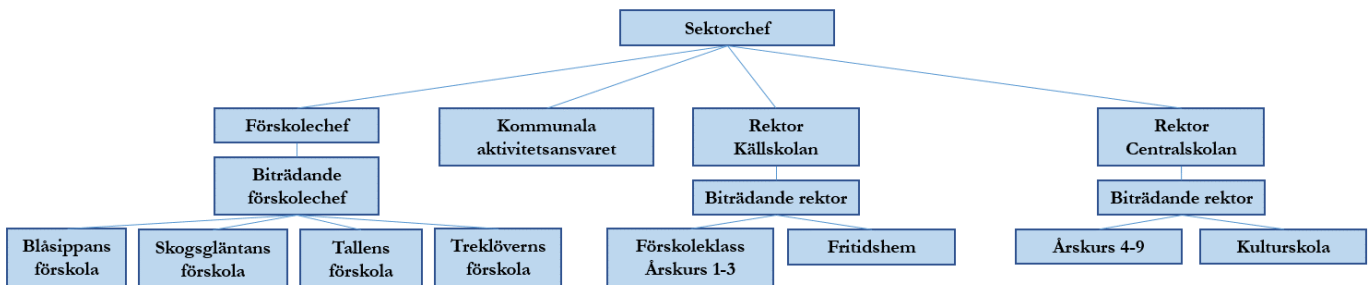 Sektorchef
Förskolechef
Kommunala
aktivitetsansvaret
Rektor
Källskolan
Rektor
Centralskolan
Biträdande
förskolechef
Biträdande rektor
Biträdande rektor
Blåsippans
förskola
Skogsgläntans
förskola
Tallens
förskola
Treklöverns
förskola
Förskoleklass
Årskurs 1-3
Fritidshem
Årskurs 4-9
Kulturskola